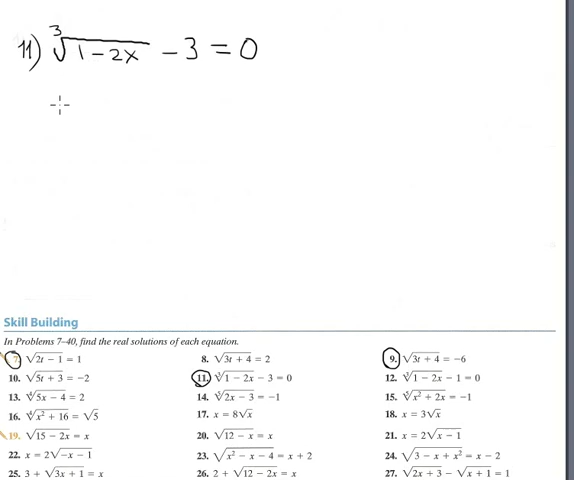 11) ∛(1-2x) - 3 = 0
Skill Building
In Problems 7–40, find the real solutions of each equation.
7. √(2t − 1) = 1 8. √(3t + 4) = 2 9. √(3t + 4) = −6
10. √(5t + 3) = −2 11. ∛(1 − 2x) − 3 = 0 12. ∛(1 − 2x) − 1 = 0
13. ∜(5x − 4) = 2 14. ⁵√(2x − 3) = −1 15. ⁵√(x² + 2x) = −1
16. ∜(x² + 16) = √5 17. x = 8√x 18. x = 3√x
19. √(15 − 2x) = x 20. √(12 − x) = x 21. x = 2√(x − 1)
22. x = 2√(−x − 1) 23. √(x² − x − 4) = x + 2 24. √(3 − x + x²) = x − 2
25. 3 + √(3x + 1) = x 26. 2 + √(12 − 2x) = x 27. √(2x + 3) − √(x + 1) = 1